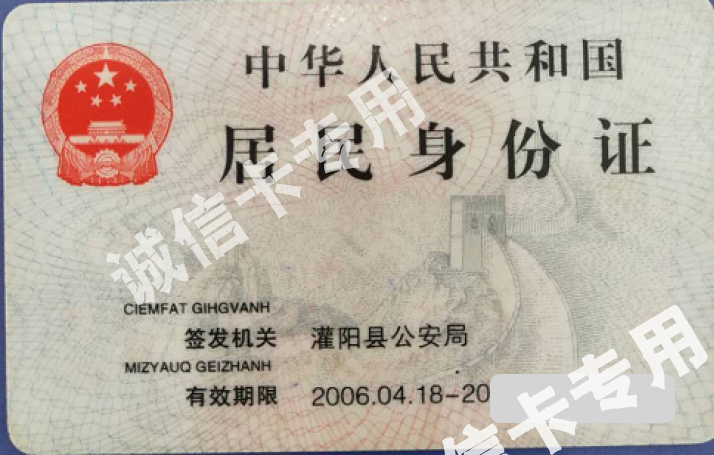 中华人民共和国
居民身份证
诚信卡专用
CIEMFAT GIHGVANH
签发机关 灌阳县公安局
MIZYAUQ GEIZHANH
有效期限 2006.04.18-20
信卡专用